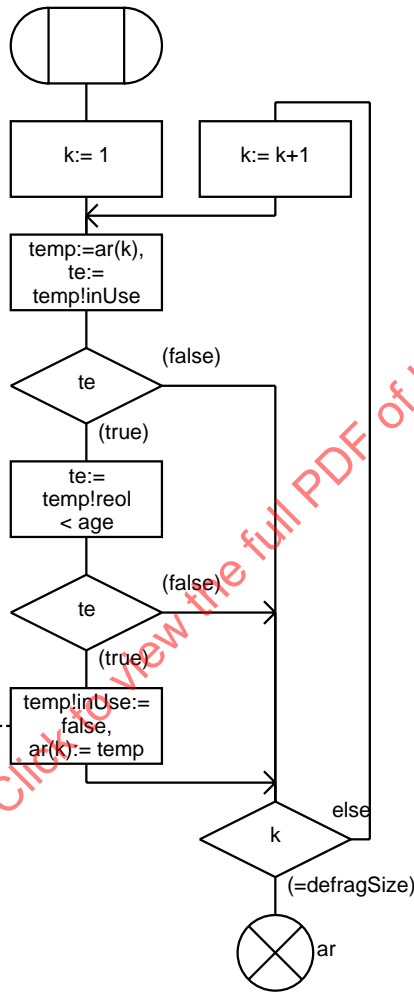 k:= 1
k:= k+1
temp:=ar(k),
te:=
temp!inUse
te
(false)
(true)
te:=
temp!reol
< age
te
(false)
(true)
temp!inUse:=
false,
ar(k):= temp
k
else
(=defragSize)
ar
Click to view the full PDF of